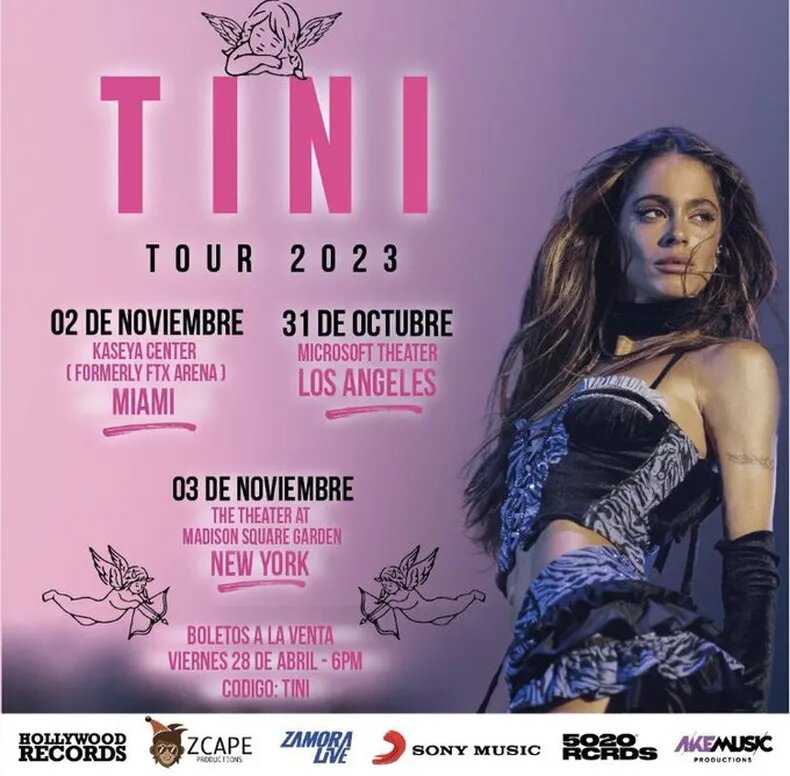 TINI
TOUR 2023
02 DE NOVIEMBRE
KASEYA CENTER
( FORMERLY FTX ARENA )
MIAMI
31 DE OCTUBRE
MICROSOFT THEATER
LOS ANGELES
03 DE NOVIEMBRE
THE THEATER AT
MADISON SQUARE GARDEN
NEW YORK
BOLETOS A LA VENTA
VIERNES 28 DE ABRIL - 6PM
CODIGO: TINI
HOLLYWOOD
RECORDS
ZCAPE
PRODUCTIONS
ZAMORA
LIVE
SONY MUSIC
5020
RCRDS
AKEMUSIC
PRODUCTIONS